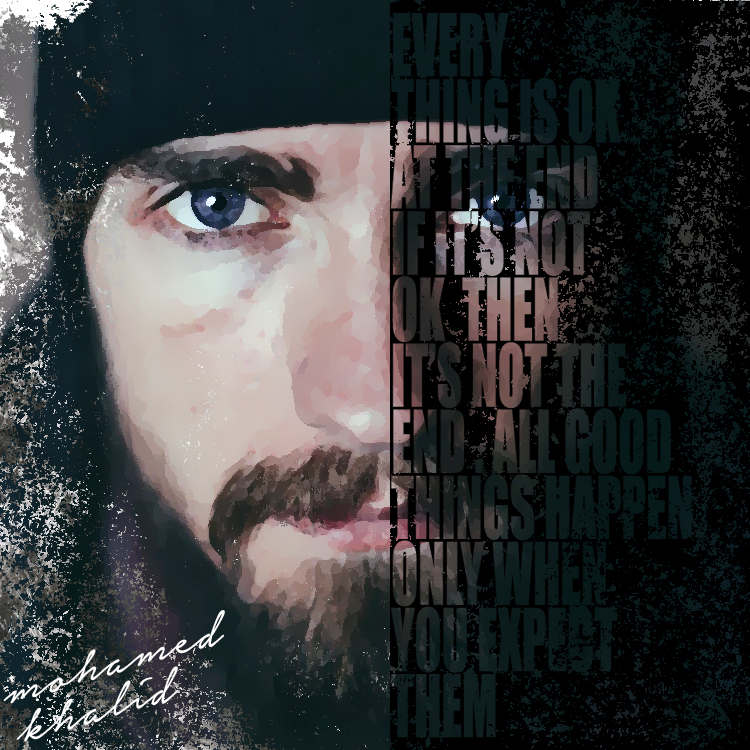 EVERY
THING IS OK
AT THE END
IF IT'S NOT
OK THEN
IT'S NOT THE
END. ALL GOOD
THINGS HAPPEN
ONLY WHEN
YOU EXPECT
THEM
mohamed
khalid